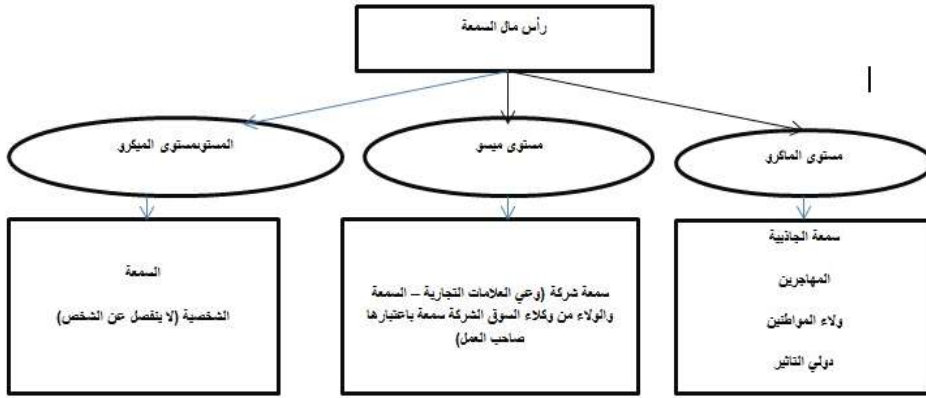 رأس مال السمعة
مستوى الماكرو
مستوى ميسو
المستوىمستوى الميكرو
سمعة الجاذبية
المهاجرين
ولاء المواطنين
دولي التاثير
سمعة شركة (وعي العلامات التجارية – السمعة
والولاء من وكلاء السوق الشركة سمعة باعتبارها
صاحب العمل)
السمعة
الشخصية (لا ينفصل عن الشخص)